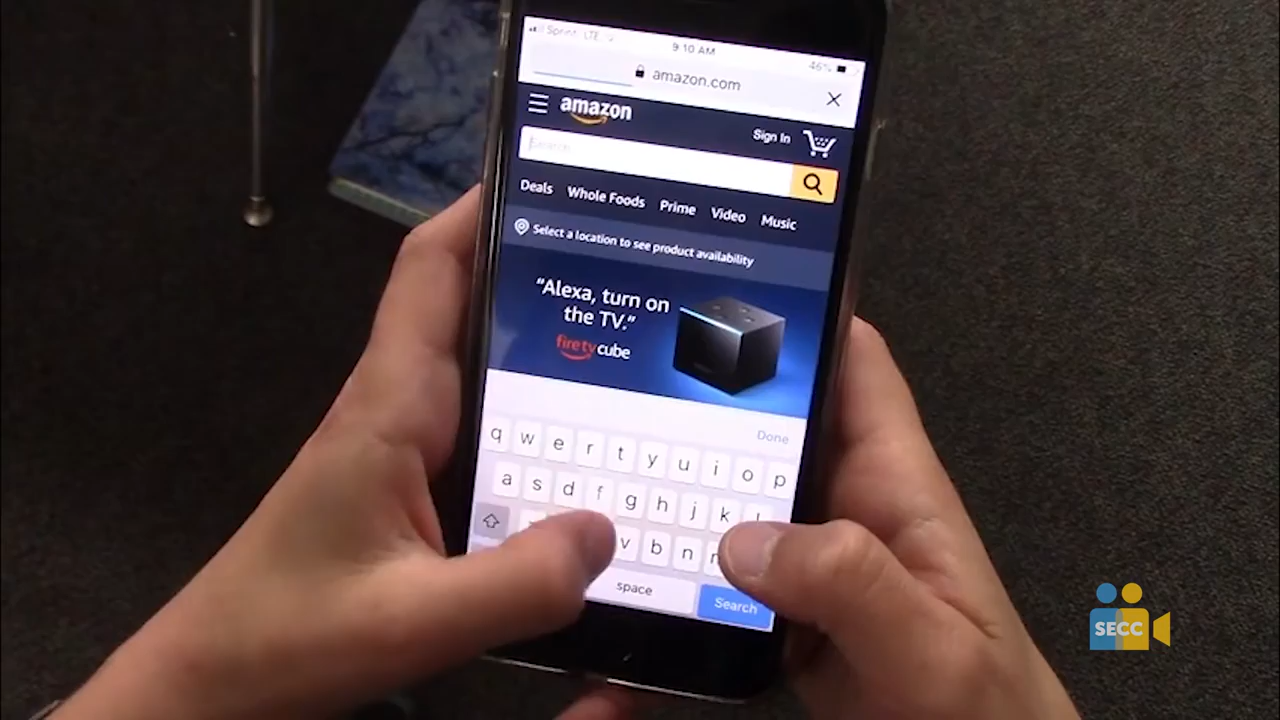 Sprint LTE
9:10 AM
46%
amazon.com
amazon
Sign In
Search
Deals Whole Foods Prime Video Music
Select a location to see product availability
“Alexa, turn on
the TV.”
fire tv cube
Done
q w e r t y u i o p
a s d f g h j k
v b n
space
Search
SECC